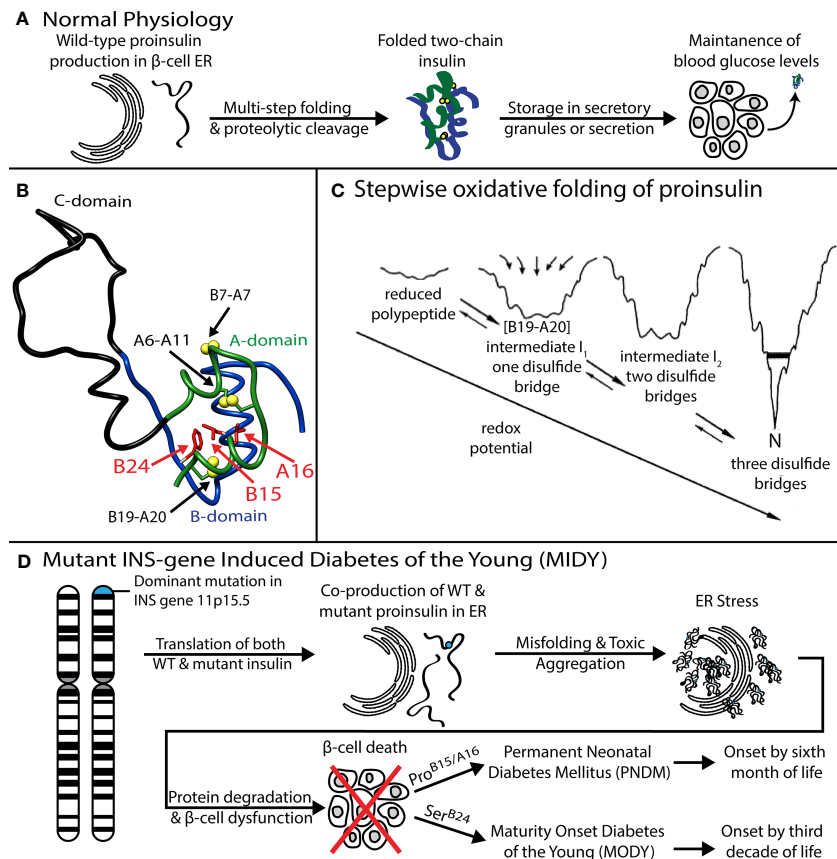 A Normal Physiology
Wild-type proinsulin
production in β-cell ER
Multi-step folding
& proteolytic cleavage
Folded two-chain
insulin
Storage in secretory
granules or secretion
Maintanence of
blood glucose levels
B
C-domain
B7-A7
A6-A11
A-domain
B24
B15
A16
B19-A20
B-domain
C Stepwise oxidative folding of proinsulin
reduced
polypeptide
[B19-A20]
intermediate I1
one disulfide
bridge
intermediate I2
two disulfide
bridges
N
three disulfide
bridges
redox
potential
D Mutant INS-gene Induced Diabetes of the Young (MIDY)
Dominant mutation in
INS gene 11p15.5
Translation of both
WT & mutant insulin
Co-production of WT &
mutant proinsulin in ER
Misfolding & Toxic
Aggregation
ER Stress
Protein degradation
& β-cell dysfunction
β-cell death
ProB15/A16
Permanent Neonatal
Diabetes Mellitus (PNDM)
Onset by sixth
month of life
SerB24
Maturity Onset Diabetes
of the Young (MODY)
Onset by third
decade of life